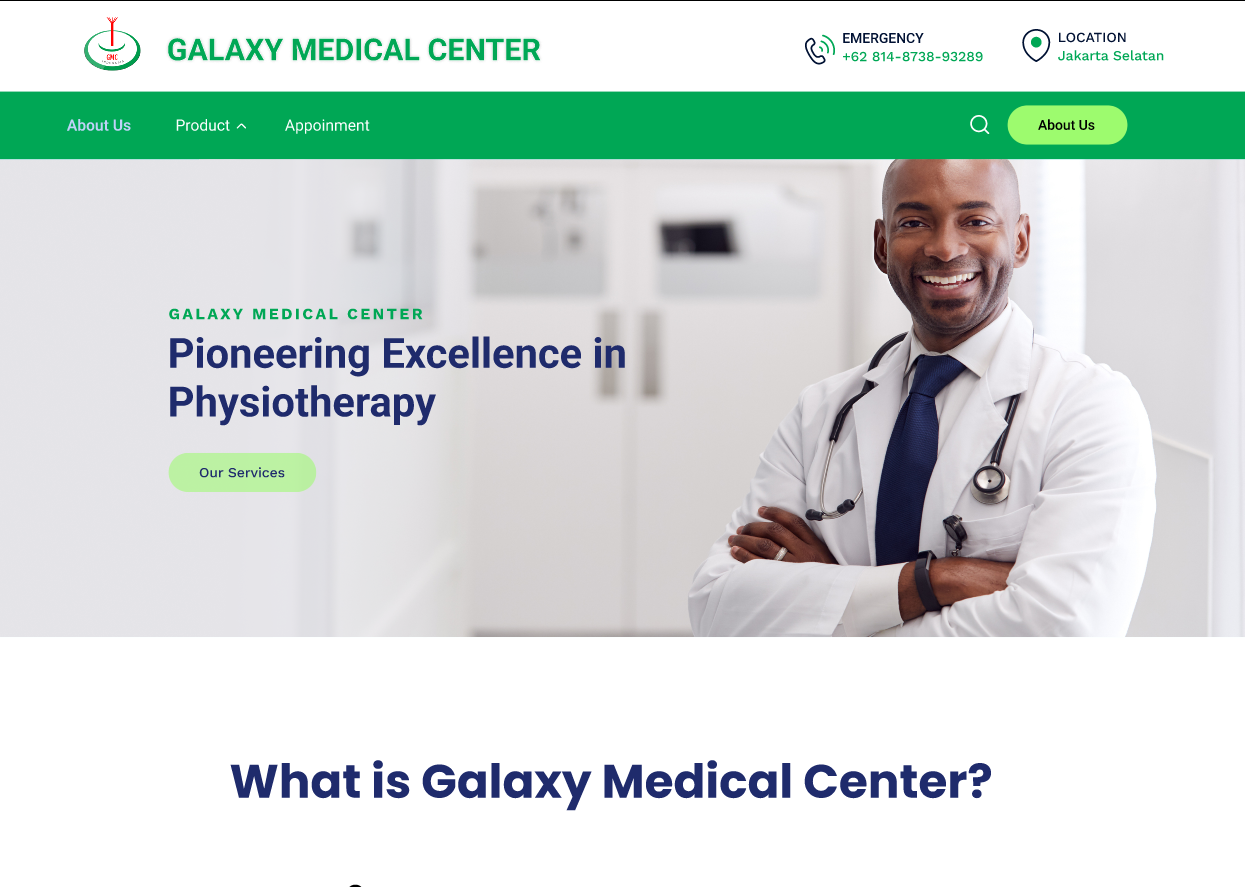 GMC
GALAXY MEDICAL CENTER
EMERGENCY
+62 814-8738-93289
LOCATION
Jakarta Selatan
About Us
Product
Appoinment
About Us
GALAXY MEDICAL CENTER
Pioneering Excellence in
Physiotherapy
Our Services
What is Galaxy Medical Center?